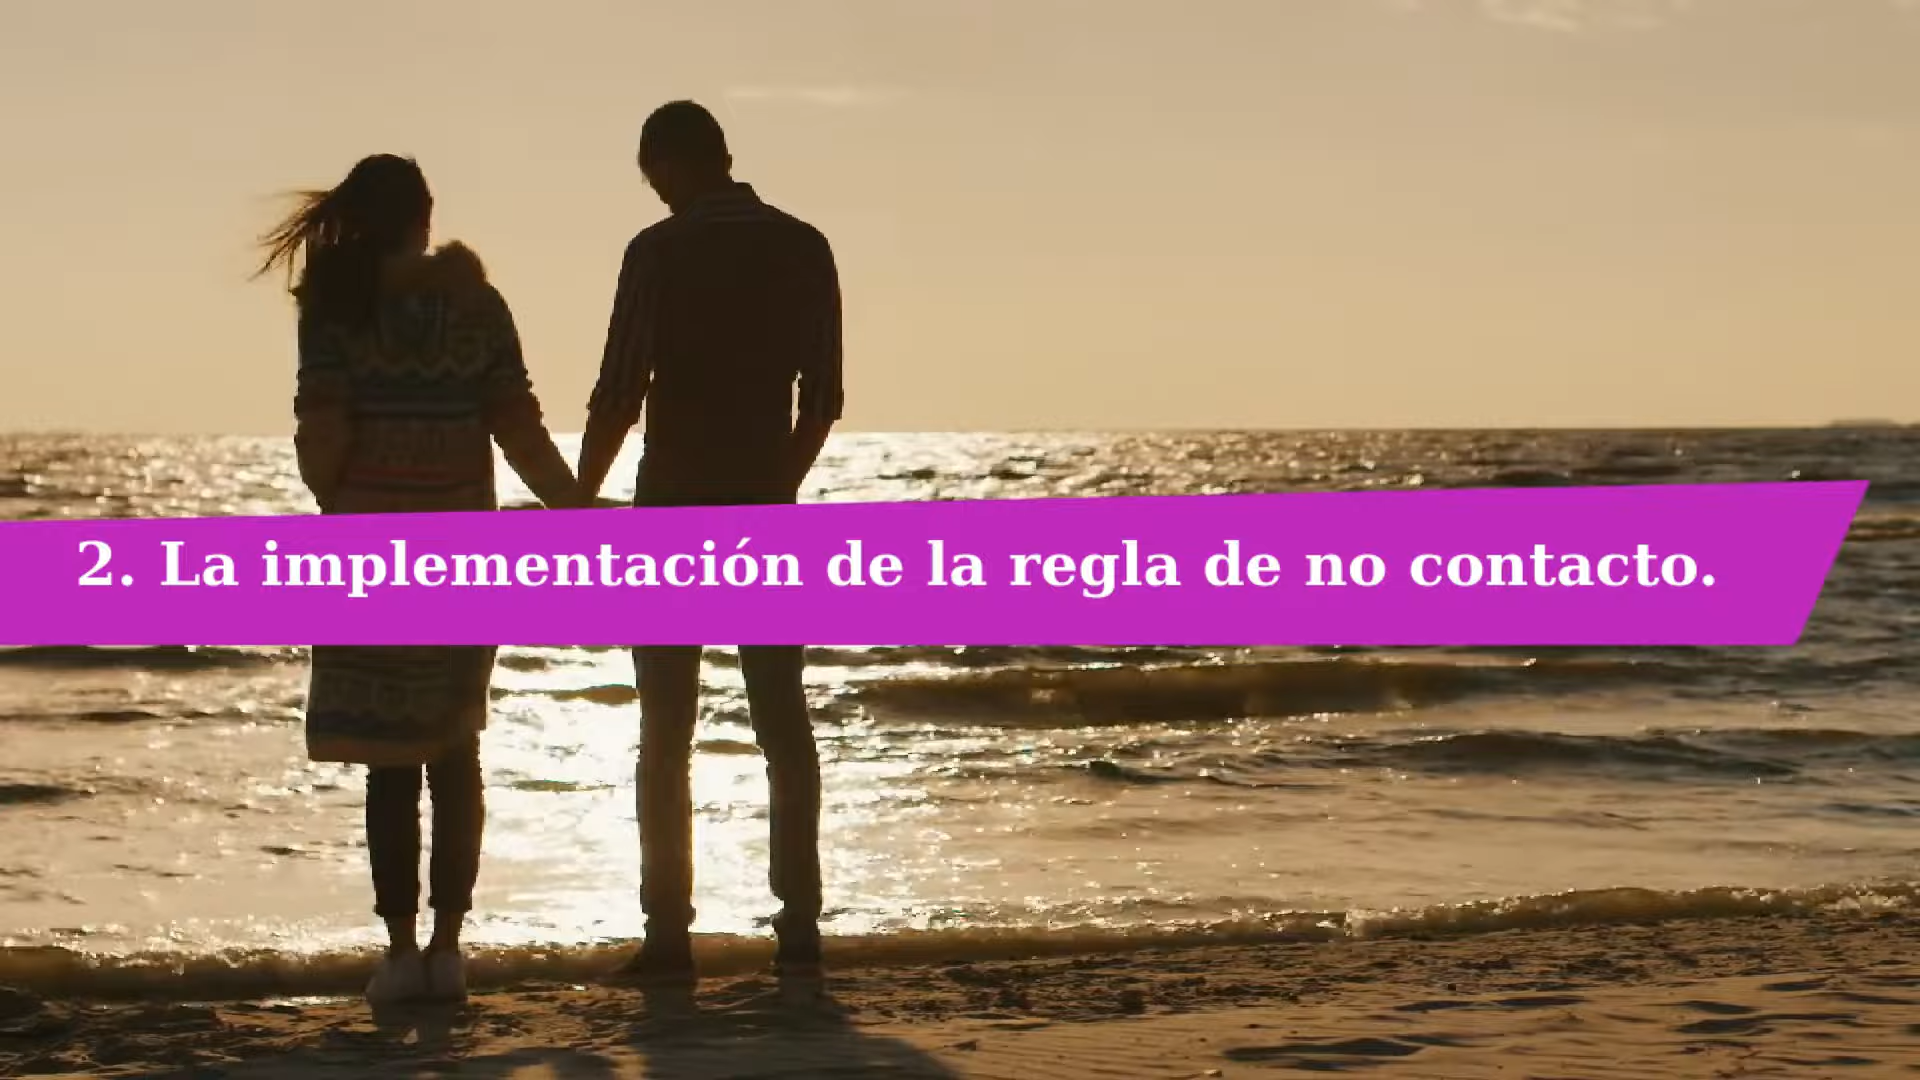 2. La implementación de la regla de no contacto.